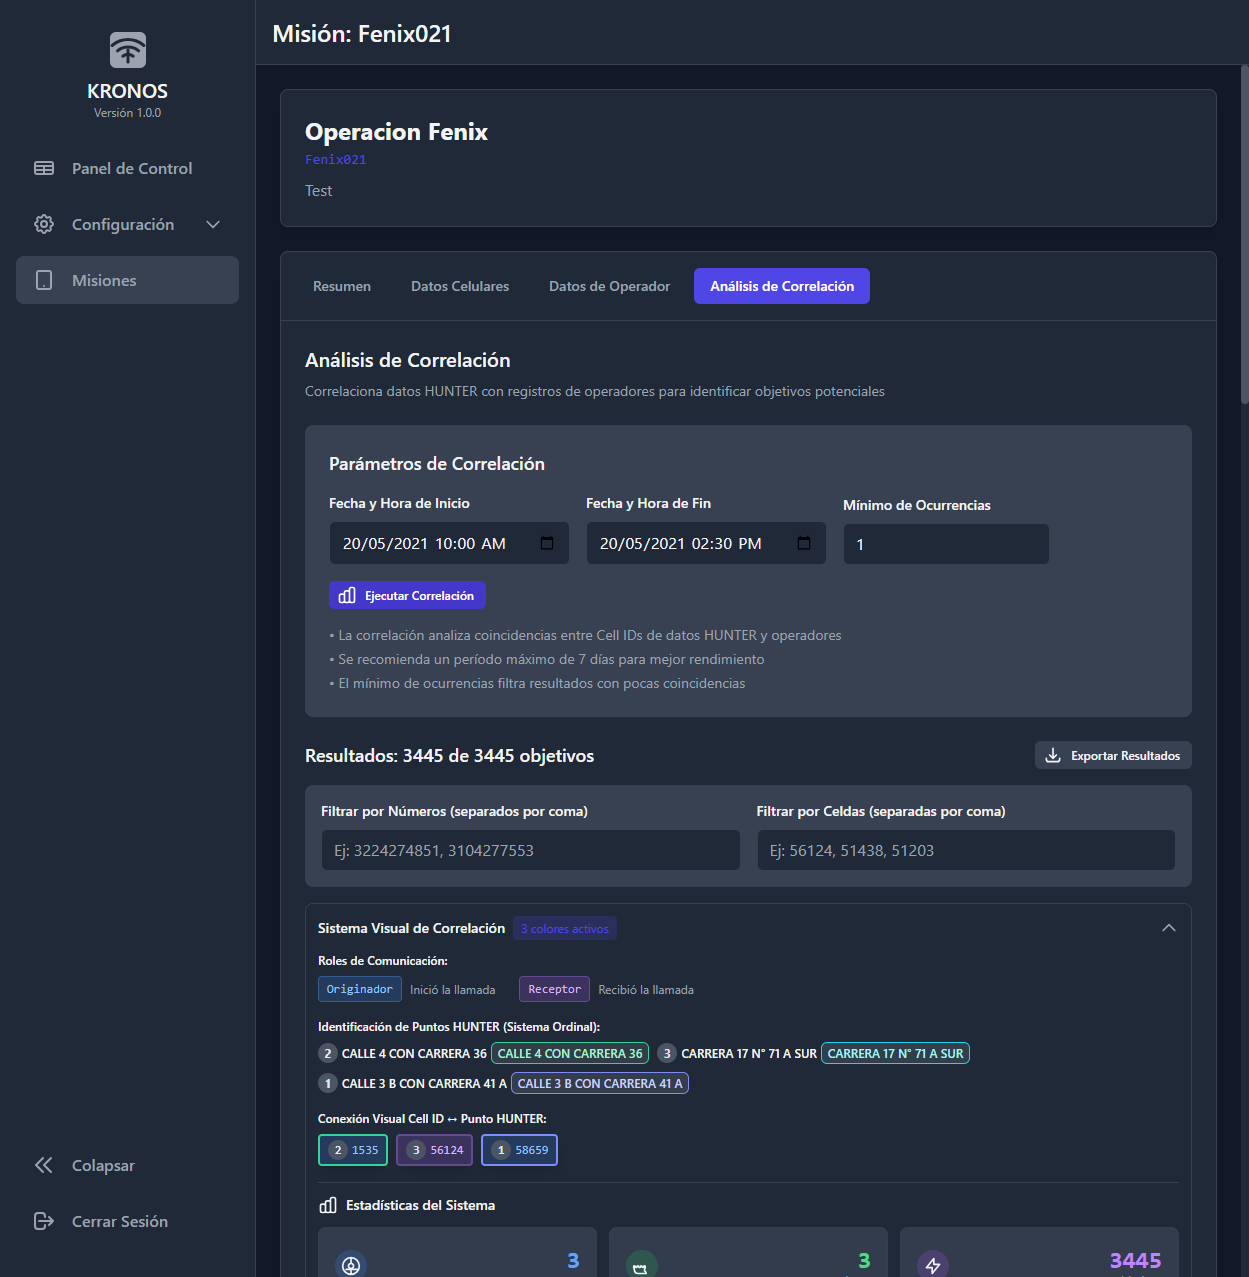 Misión: Fenix021
KRONOS
Versión 1.0.0
Panel de Control
Configuración
Misiones
Colapsar
Cerrar Sesión
Operacion Fenix
Fenix021
Test
Resumen
Datos Celulares
Datos de Operador
Análisis de Correlación
Análisis de Correlación
Correlaciona datos HUNTER con registros de operadores para identificar objetivos potenciales
Parámetros de Correlación
Fecha y Hora de Inicio
Fecha y Hora de Fin
Mínimo de Ocurrencias
20/05/2021 10:00 AM
20/05/2021 02:30 PM
1
Ejecutar Correlación
• La correlación analiza coincidencias entre Cell IDs de datos HUNTER y operadores
• Se recomienda un período máximo de 7 días para mejor rendimiento
• El mínimo de ocurrencias filtra resultados con pocas coincidencias
Resultados: 3445 de 3445 objetivos
Exportar Resultados
Filtrar por Números (separados por coma)
Filtrar por Celdas (separadas por coma)
Ej: 3224274851, 3104277553
Ej: 56124, 51438, 51203
Sistema Visual de Correlación 3 colores activos
Roles de Comunicación:
Originador Inició la llamada Receptor Recibió la llamada
Identificación de Puntos HUNTER (Sistema Ordinal):
2 CALLE 4 CON CARRERA 36 CALLE 4 CON CARRERA 36 3 CARRERA 17 N° 71 A SUR CARRERA 17 N° 71 A SUR
1 CALLE 3 B CON CARRERA 41 A CALLE 3 B CON CARRERA 41 A
Conexión Visual Cell ID ↔ Punto HUNTER:
2 1535 3 56124 1 58659
Estadísticas del Sistema
3 3 3445